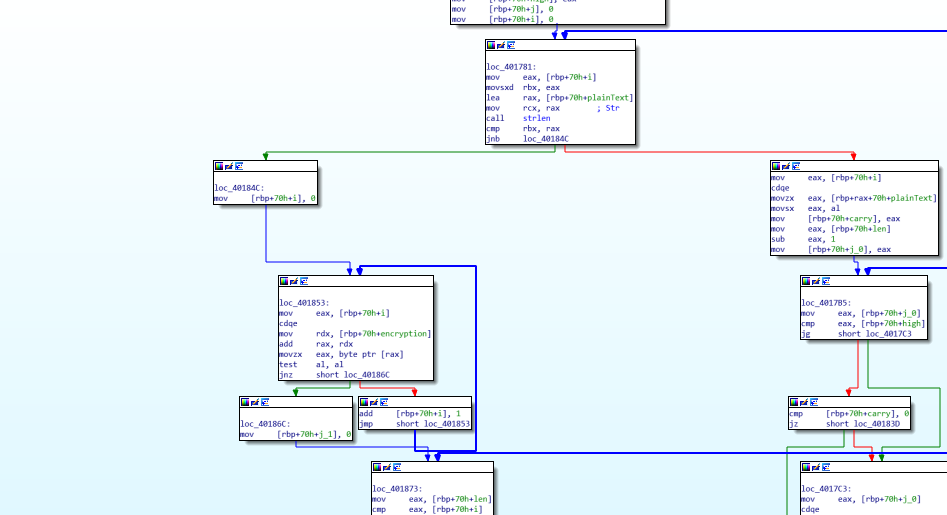 mov [rbp+70h+high], eax
mov [rbp+70h+j], 0
mov [rbp+70h+i], 0
loc_401781:
mov eax, [rbp+70h+i]
movsxd rbx, eax
lea rax, [rbp+70h+plainText]
mov rcx, rax ; Str
call strlen
cmp rbx, rax
jnb loc_40184C
loc_40184C:
mov [rbp+70h+i], 0
mov eax, [rbp+70h+i]
cdqe
movzx eax, [rbp+rax+70h+plainText]
movsx eax, al
mov [rbp+70h+carry], eax
mov eax, [rbp+70h+len]
sub eax, 1
mov [rbp+70h+j_0], eax
loc_401853:
mov eax, [rbp+70h+i]
cdqe
mov rdx, [rbp+70h+encryption]
add rax, rdx
movzx eax, byte ptr [rax]
test al, al
jnz short loc_40186C
loc_4017B5:
mov eax, [rbp+70h+j_0]
cmp eax, [rbp+70h+high]
jg short loc_4017C3
loc_40186C:
mov [rbp+70h+j_1], 0
add [rbp+70h+i], 1
jmp short loc_401853
cmp [rbp+70h+carry], 0
jz short loc_40183D
loc_401873:
mov eax, [rbp+70h+len]
cmp eax, [rbp+70h+i]
loc_4017C3:
mov eax, [rbp+70h+j_0]
cdqe